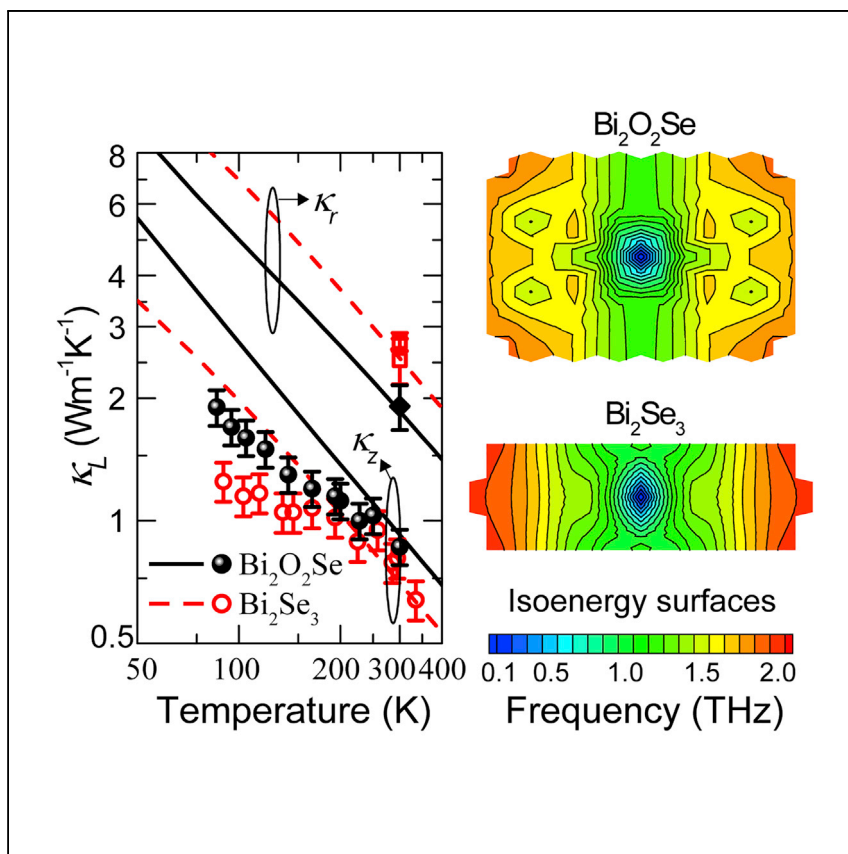 8
6
4
3
2
1
0.5
50
100
200
300
400
κL (Wm-1K-1)
Temperature (K)
κr
κz
Bi2O2Se
Bi2Se3
Bi2O2Se
Bi2Se3
Isoenergy surfaces
0.1 0.5 1.0 1.5 2.0
Frequency (THz)